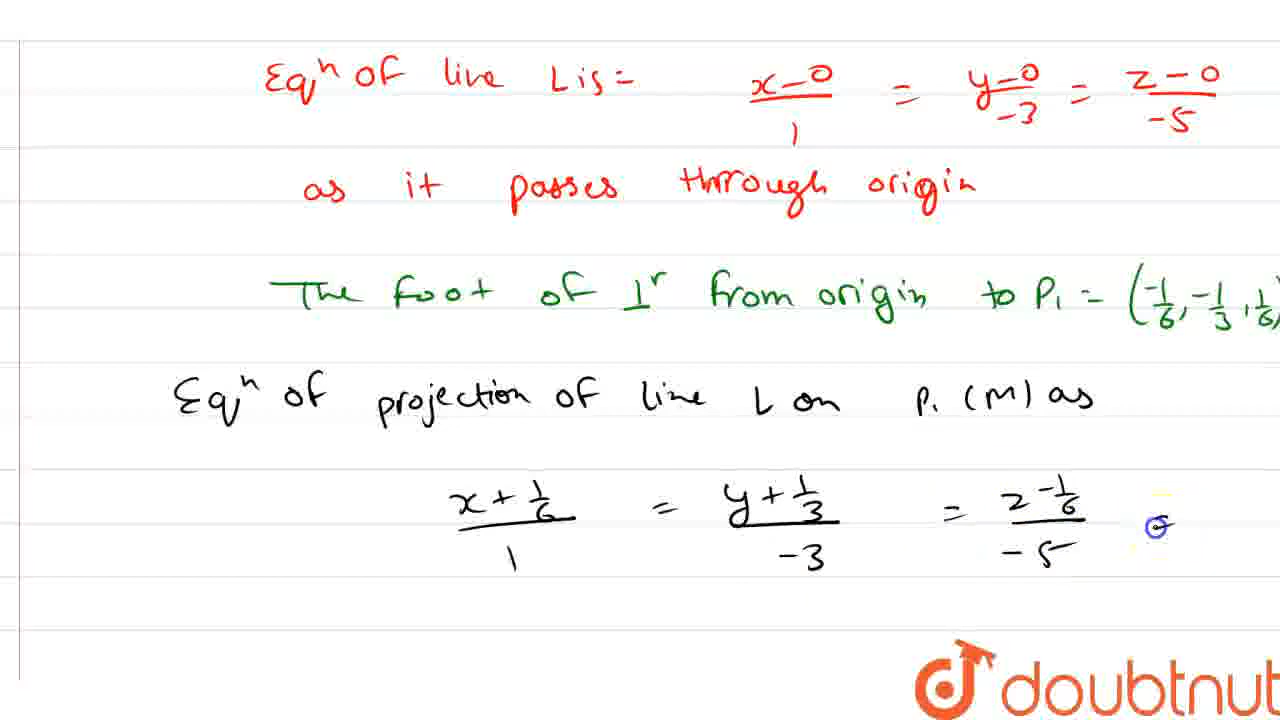 Eqⁿ of line L is = x-0/1 = y-0/-3 = z-0/-5
as it passes through origin
The foot of ⊥ʳ from origin to P₁ = (-1/6, -1/3, 1/6)
Eqⁿ of projection of line L on P₁ (M) as
x + 1/6 / 1 = y + 1/3 / -3 = z - 1/6 / -5 =
doubtnut